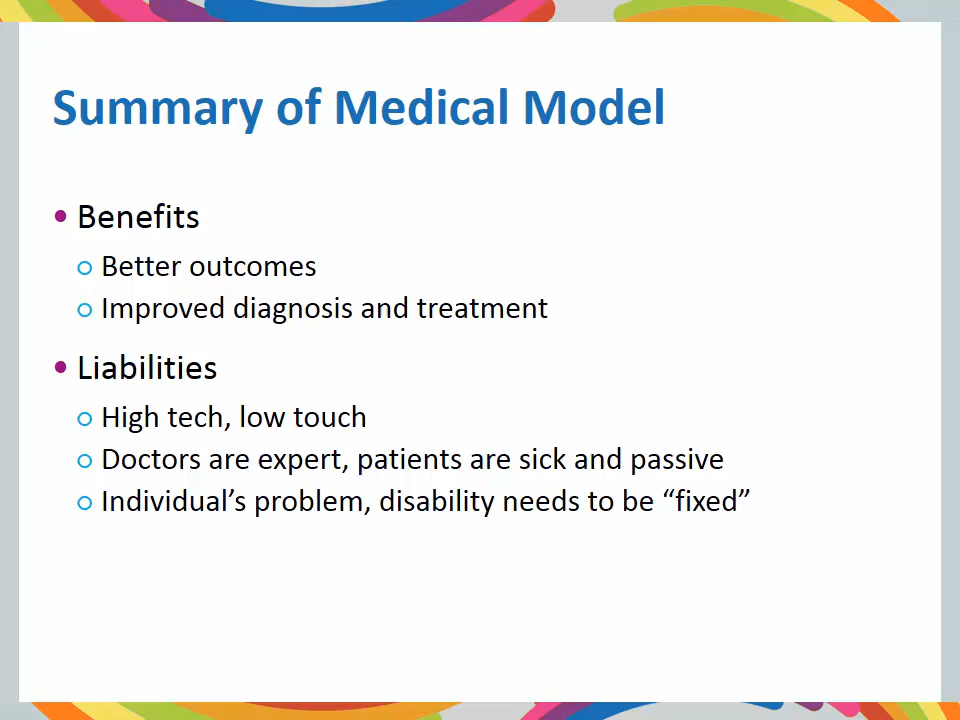 Summary of Medical Model
• Benefits
○ Better outcomes
○ Improved diagnosis and treatment
• Liabilities
○ High tech, low touch
○ Doctors are expert, patients are sick and passive
○ Individual’s problem, disability needs to be “fixed”